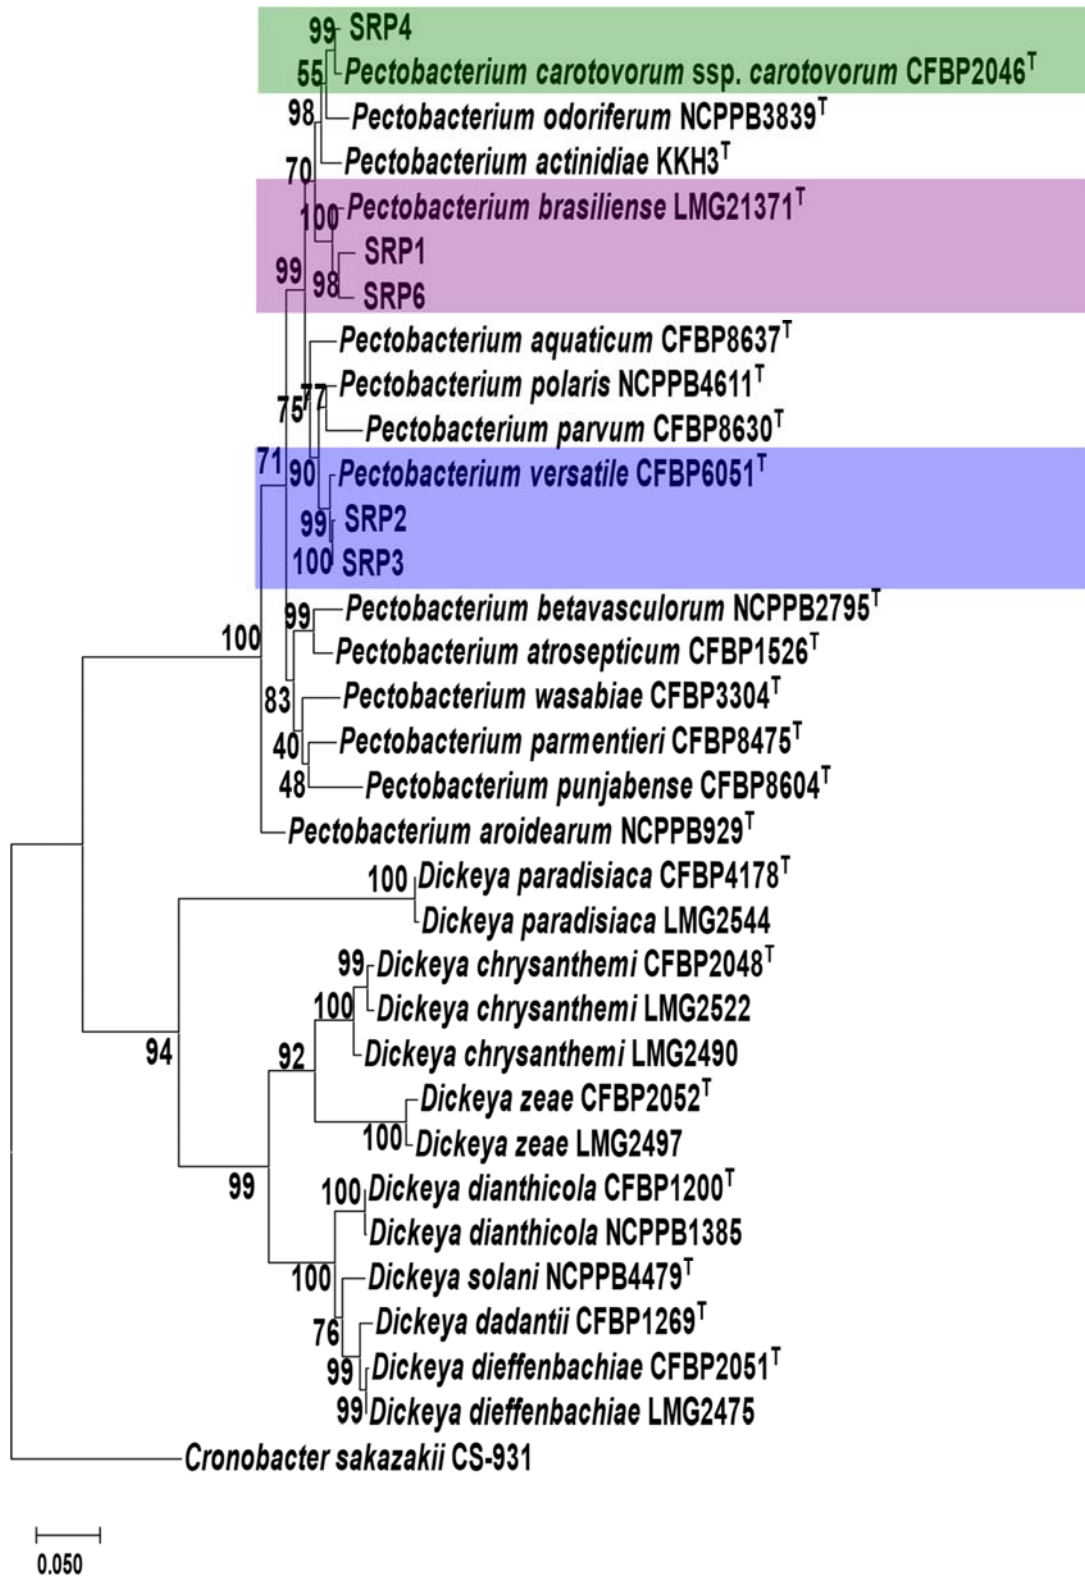 99 SRP4
55 Pectobacterium carotovorum ssp. carotovorum CFBP2046T
98 Pectobacterium odoriferum NCPPB3839T
Pectobacterium actinidiae KKH3T
70
Pectobacterium brasiliense LMG21371T
100
SRP1
99
98 SRP6
Pectobacterium aquaticum CFBP8637T
Pectobacterium polaris NCPPB4611T
77
75
Pectobacterium parvum CFBP8630T
71
90 Pectobacterium versatile CFBP6051T
99 SRP2
100 SRP3
99 Pectobacterium betavasculorum NCPPB2795T
100
Pectobacterium atrosepticum CFBP1526T
83 Pectobacterium wasabiae CFBP3304T
40 Pectobacterium parmentieri CFBP8475T
48 Pectobacterium punjabense CFBP8604T
Pectobacterium aroidearum NCPPB929T
100 Dickeya paradisiaca CFBP4178T
Dickeya paradisiaca LMG2544
99 Dickeya chrysanthemi CFBP2048T
100 Dickeya chrysanthemi LMG2522
94 92 Dickeya chrysanthemi LMG2490
Dickeya zeae CFBP2052T
100 Dickeya zeae LMG2497
99 100 Dickeya dianthicola CFBP1200T
Dickeya dianthicola NCPPB1385
100 Dickeya solani NCPPB4479T
76 Dickeya dadantii CFBP1269T
99 Dickeya dieffenbachiae CFBP2051T
99 Dickeya dieffenbachiae LMG2475
Cronobacter sakazakii CS-931
0.050